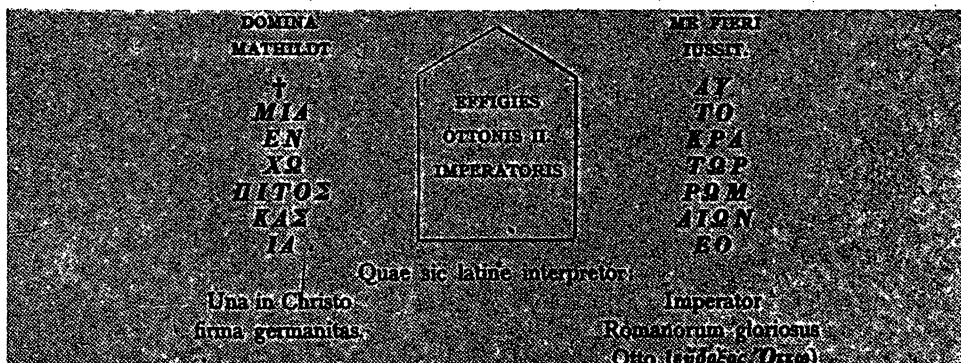 DOMINA
MATHILDT
†
ΜΙΑ
ΕΝ
ΧΩ
ΠΙΤΟΣ
ΚΑΣ
ΙΑ
EFFIGIES
OTTONIS II.
IMPERATORIS
ME FIERI
IUSSIT.
ΑΥ
ΤΟ
ΚΡΑ
ΤΩΡ
ΡΩΜ
ΑΙΩΝ
ΕΟ
Quae sic latine interpretor:
Una in Christo
firma germanitas.
Imperator
Romanorum gloriosus
Otto